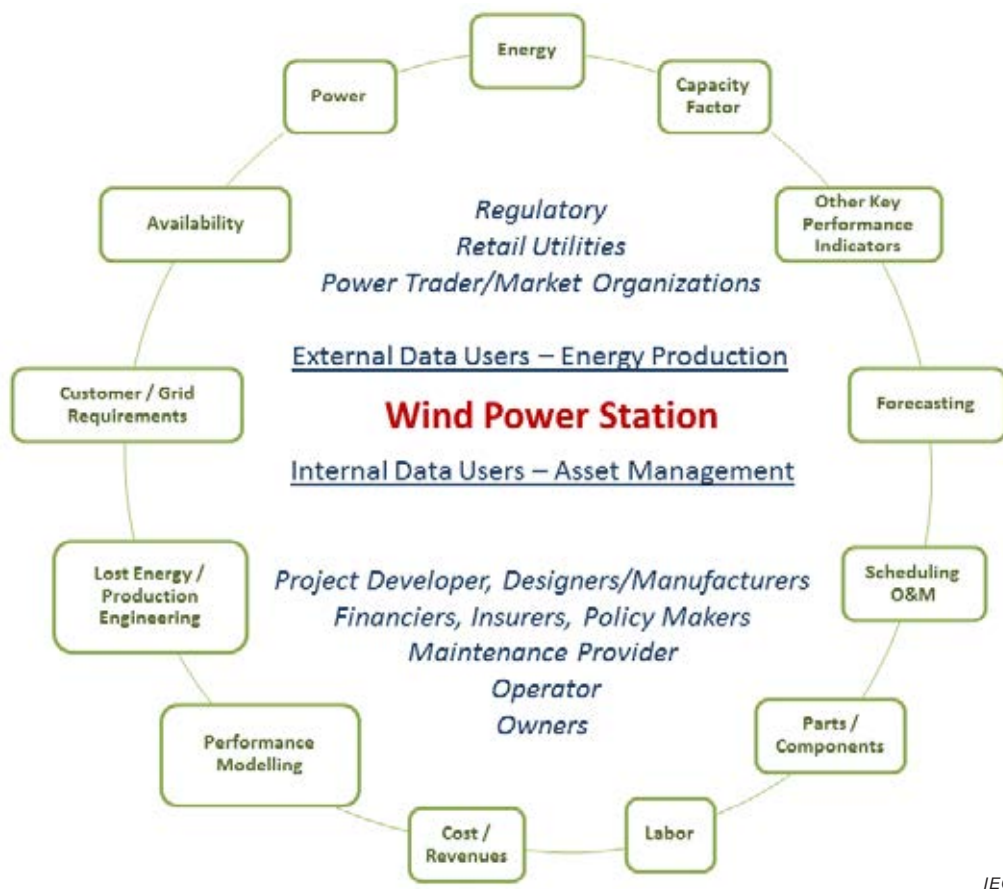 Energy
Power
Capacity
Factor
Availability
Other Key
Performance
Indicators
Regulatory
Retail Utilities
Power Trader/Market Organizations
External Data Users – Energy Production
Customer / Grid
Requirements
Wind Power Station
Forecasting
Internal Data Users – Asset Management
Lost Energy /
Production
Engineering
Project Developer, Designers/Manufacturers
Financiers, Insurers, Policy Makers
Maintenance Provider
Operator
Owners
Scheduling
O&M
Performance
Modelling
Parts /
Components
Cost /
Revenues
Labor